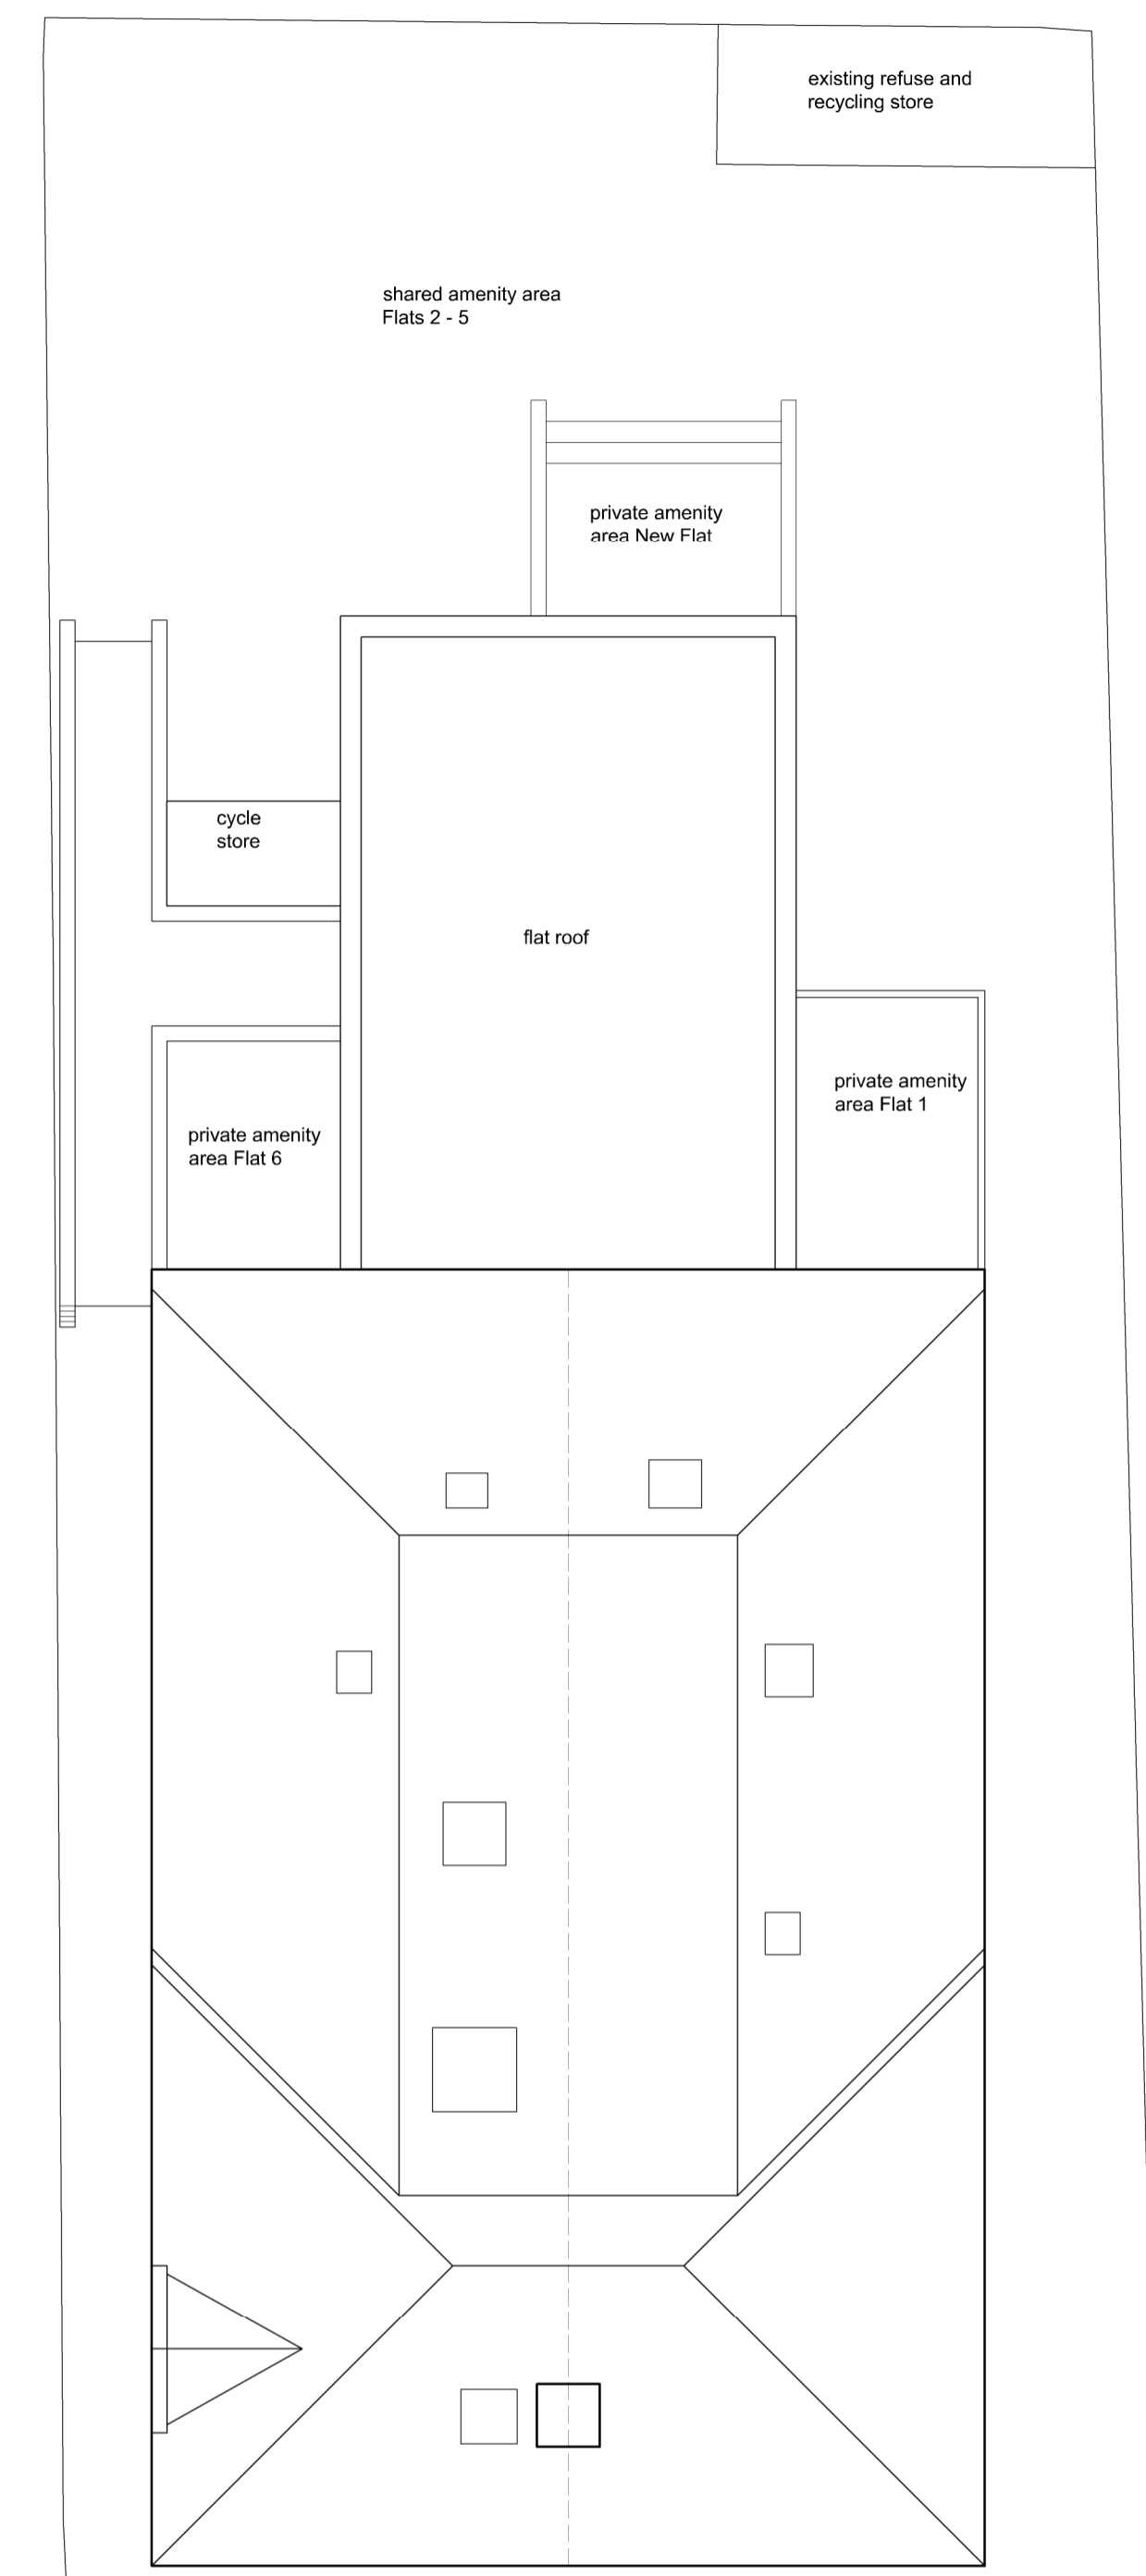 existing refuse and
recycling store
shared amenity area
Flats 2 - 5
private amenity
area New Flat
cycle
store
flat roof
private amenity
area Flat 1
private amenity
area Flat 6